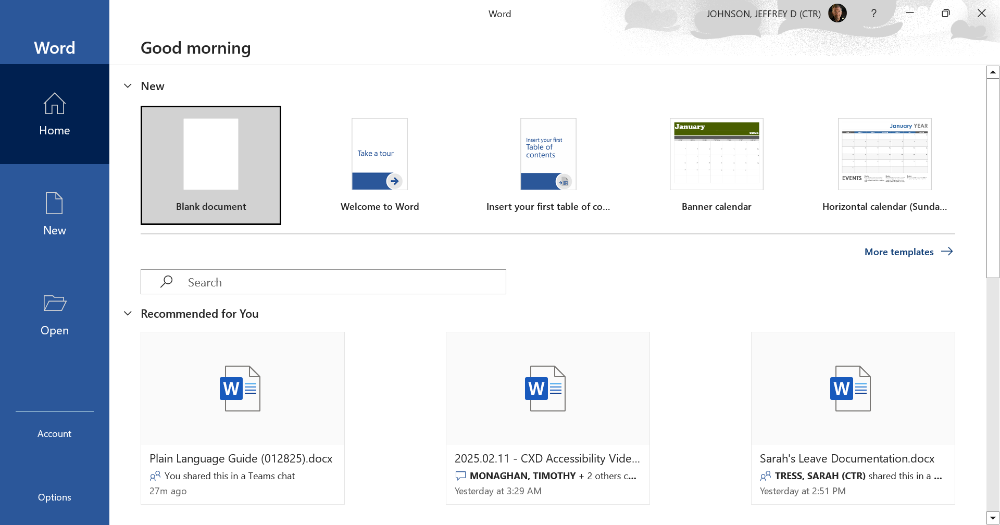 Word
JOHNSON, JEFFREY D (CTR)
?
Word
Good morning
Home
New
Open
Account
Options
New
Blank document
Take a tour
Welcome to Word
Insert your first
Table of
contents
Insert your first table of co...
January
20xx
Banner calendar
January YEAR
EVENTS
Horizontal calendar (Sunda...
More templates
Search
Recommended for You
W
Plain Language Guide (012825).docx
You shared this in a Teams chat
27m ago
W
2025.02.11 - CXD Accessibility Vide...
MONAGHAN, TIMOTHY + 2 others c...
Yesterday at 3:29 AM
W
Sarah's Leave Documentation.docx
TRESS, SARAH (CTR) shared this in a ...
Yesterday at 2:51 PM